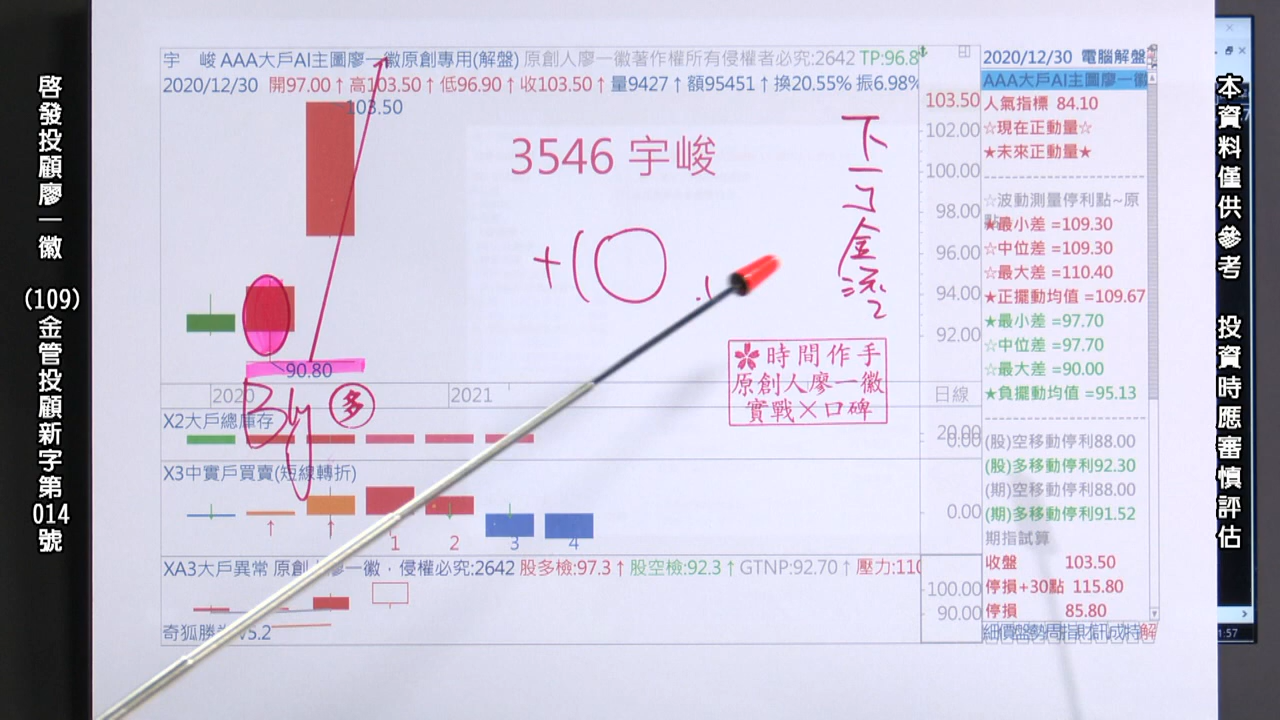 啓發投顧廖一徽 (109)金管投顧新字第014號
宇 峻 AAA大戶AI主圖廖一徽原創專用(解盤) 原創人廖一徽著作權所有侵權者必究:2642 TP:96.8
2020/12/30 開97.00↑ 高103.50↑ 低96.90↑ 收103.50↑ 量9427↑ 額95451↑ 換20.55% 振6.98%
103.50
3546 宇峻
下一了金流
90.80
By 多
時間作手
原創人廖一徽
實戰×口碑
2020
2021
日線
103.50
102.00
100.00
98.00
96.00
94.00
92.00
X2大戶總庫存
X3中實戶買賣(短線轉折)
0.00
1 2 3 4
XA3大戶異常 原創人廖一徽﹐侵權必究:2642 股多檢:97.3↑ 股空檢:92.3↑ GTNP:92.70↑ 壓力:110
100.00
90.00
奇狐勝券 V5.2
2020/12/30 電腦解盤
AAA大戶AI主圖廖一徽
人氣指標 84.10
☆現在正動量☆
★未來正動量★
☆波動測量停利點~原
★最小差 =109.30
☆中位差 =109.30
☆最大差 =110.40
★正擺動均值 =109.67
★最小差 =97.70
☆中位差 =97.70
☆最大差 =90.00
★負擺動均值 =95.13
(股)空移動停利88.00
(股)多移動停利92.30
(期)空移動停利88.00
(期)多移動停利91.52
期指試算
收盤 103.50
停損+30點 115.80
停損 85.80
本資料僅供參考 投資時應審慎評估
1:57